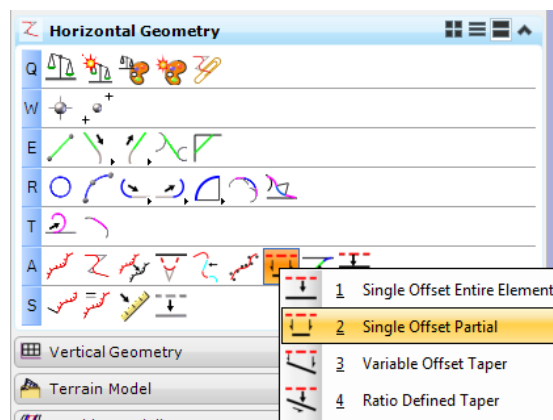 Horizontal Geometry
Q
W
E
R
T
A
S
1 Single Offset Entire Element
2 Single Offset Partial
3 Variable Offset Taper
4 Ratio Defined Taper
Vertical Geometry
Terrain Model